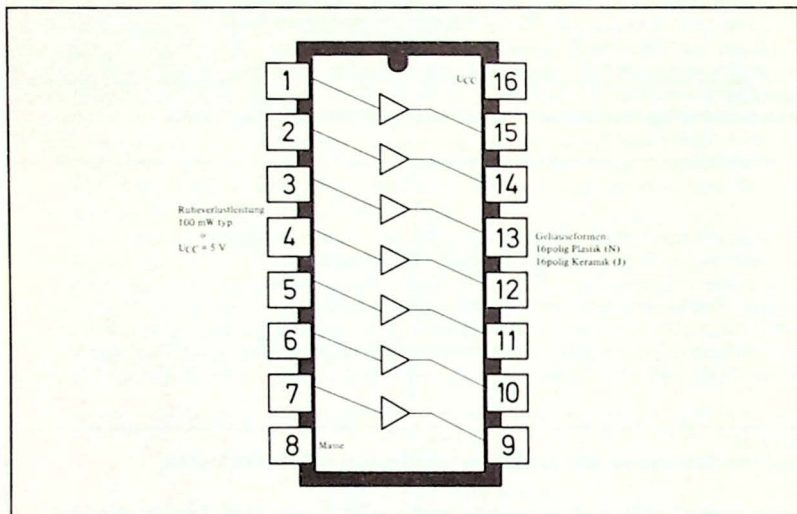 1
UCC
16
15
2
14
3
Ruheverlustleistung
100 mW typ.
UCC = 5 V
13
Gehäuseformen:
16polig Plastik (N)
16polig Keramik (J)
4
12
5
11
6
10
7
9
8
Masse